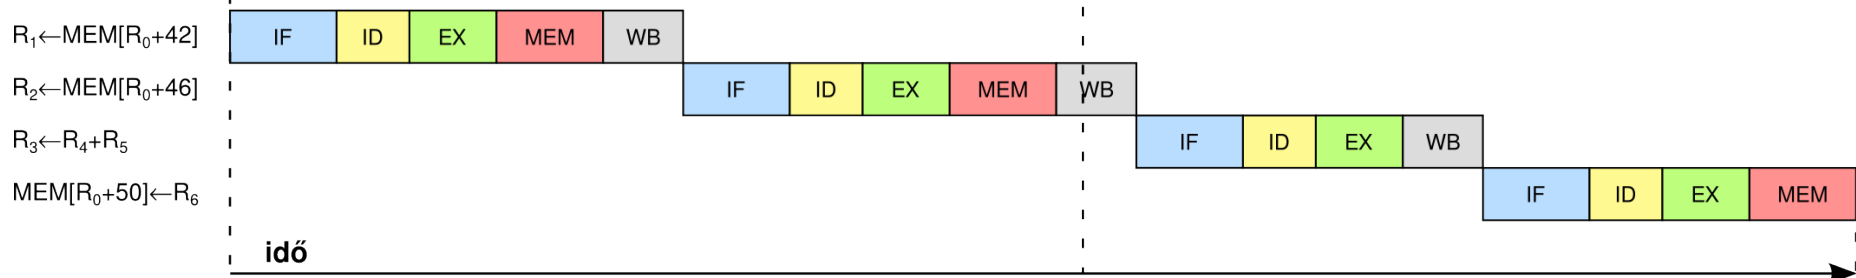 R₁←MEM[R₀+42] IF ID EX MEM WB
R₂←MEM[R₀+46] IF ID EX MEM WB
R₃←R₄+R₅ IF ID EX WB
MEM[R₀+50]←R₆ IF ID EX MEM
idő